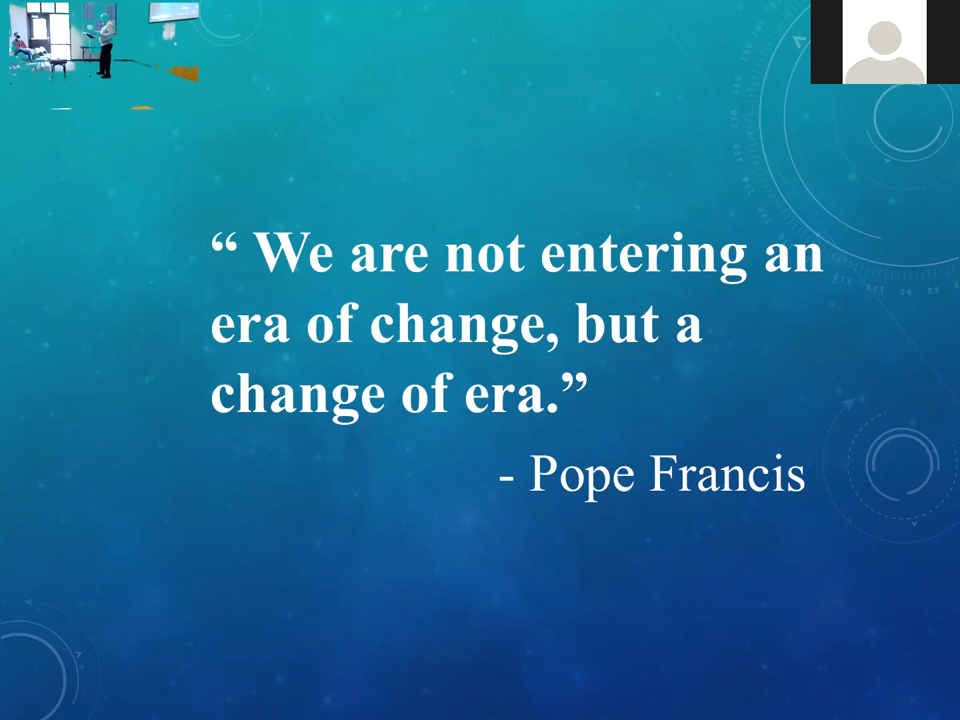 “ We are not entering an
era of change, but a
change of era.”
- Pope Francis